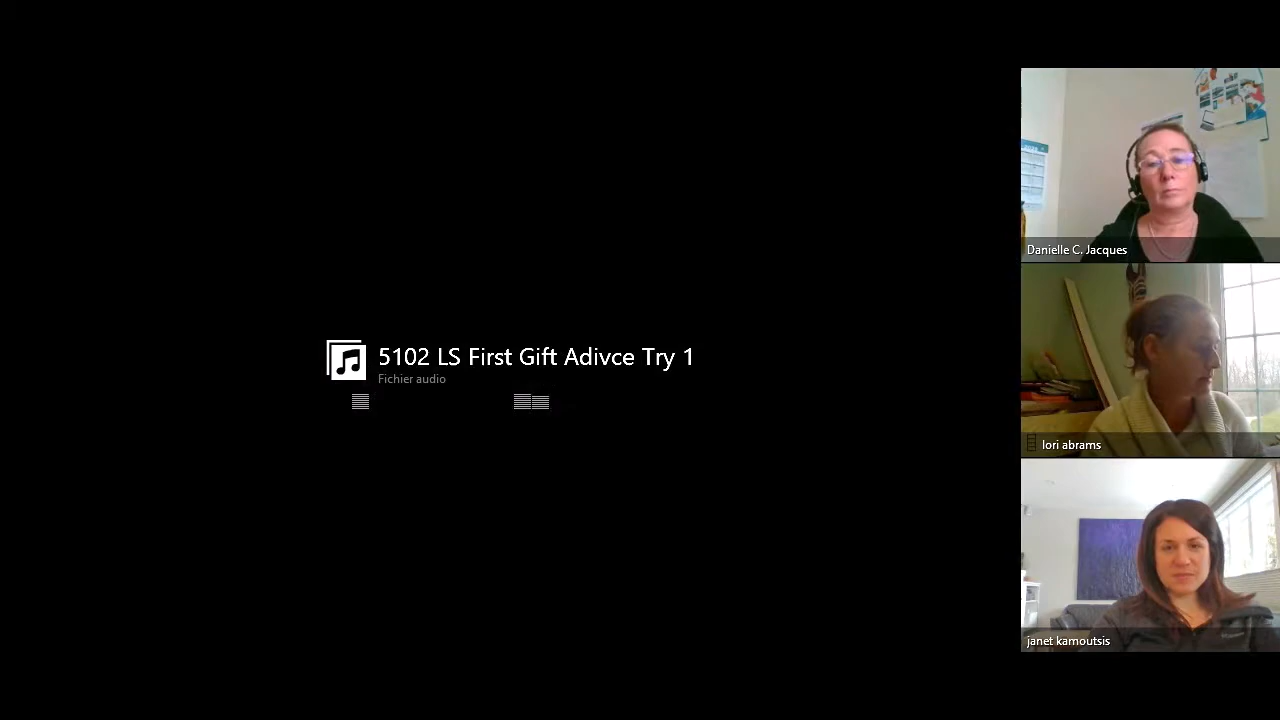 5102 LS First Gift Adivce Try 1
Fichier audio
Danielle C. Jacques
lori abrams
janet kamoutsis